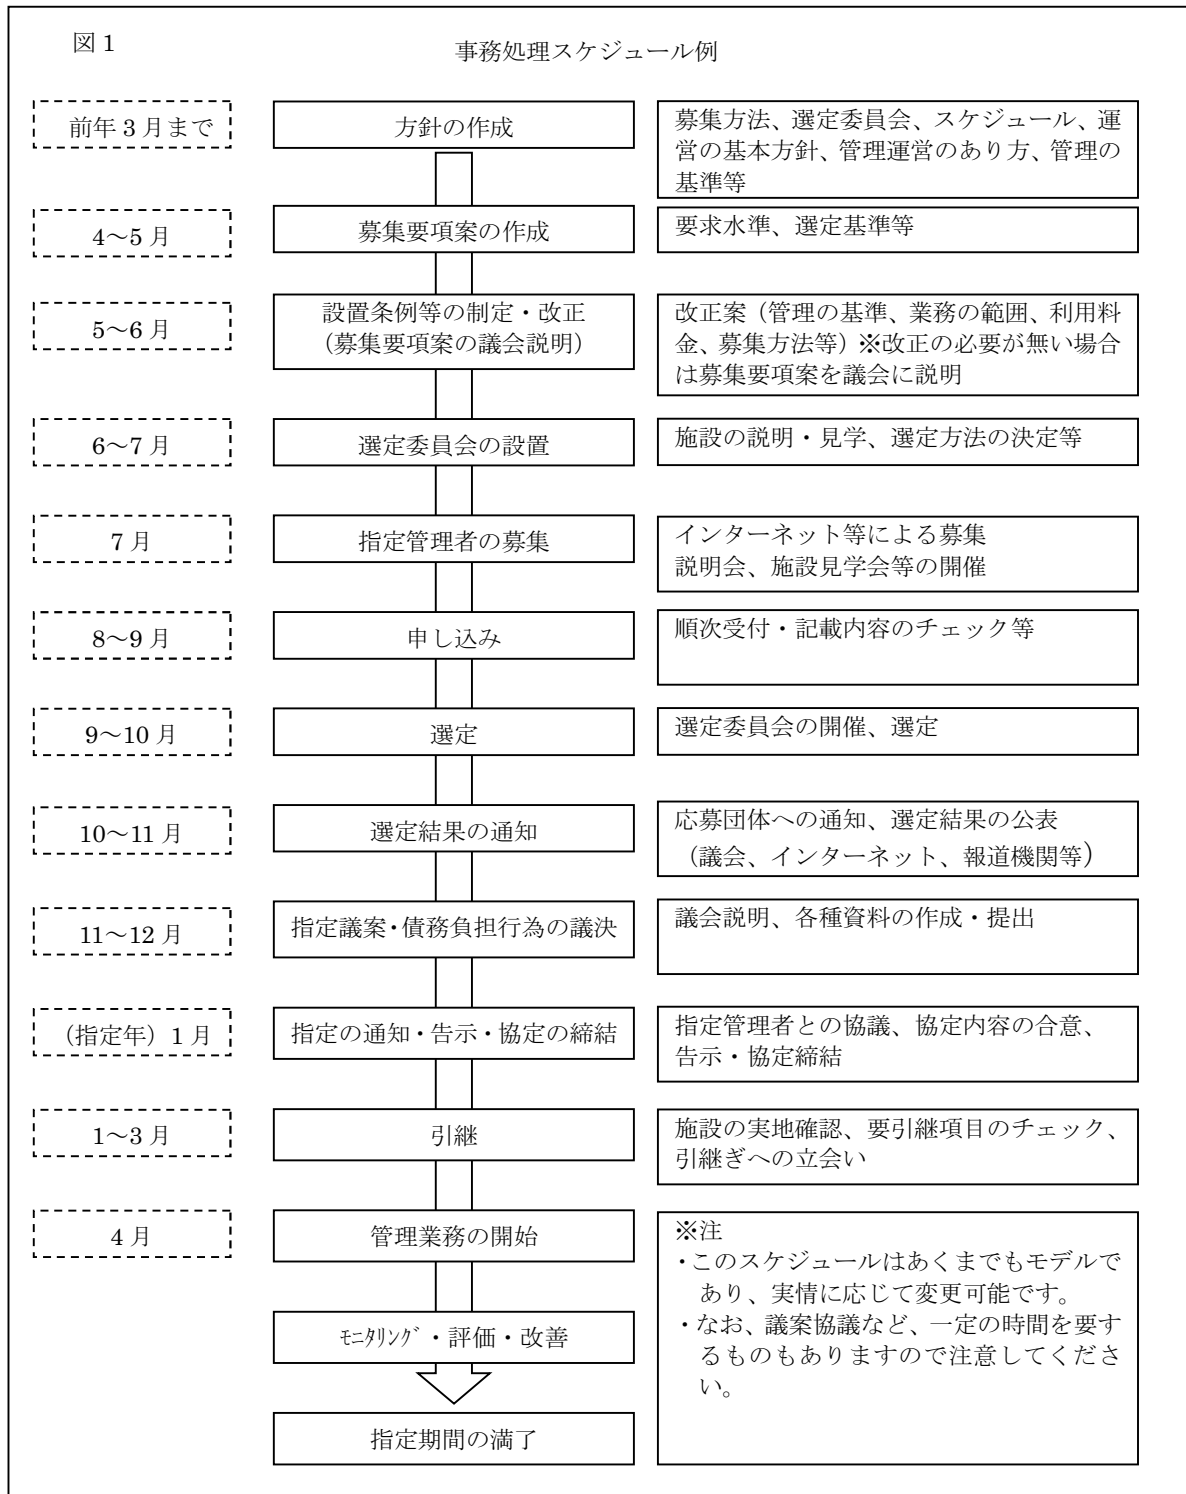 図1
事務処理スケジュール例
前年3月まで
方針の作成
募集方法、選定委員会、スケジュール、運
営の基本方針、管理運営のあり方、管理の
基準等
4～5月
募集要項案の作成
要求水準、選定基準等
5～6月
設置条例等の制定・改正
(募集要項案の議会説明)
改正案（管理の基準、業務の範囲、利用料
金、募集方法等）※改正の必要が無い場合
は募集要項案を議会に説明
6～7月
選定委員会の設置
施設の説明・見学、選定方法の決定等
7月
指定管理者の募集
インターネット等による募集
説明会、施設見学会等の開催
8～9月
申し込み
順次受付・記載内容のチェック等
9～10月
選定
選定委員会の開催、選定
10～11月
選定結果の通知
応募団体への通知、選定結果の公表
（議会、インターネット、報道機関等）
11～12月
指定議案・債務負担行為の議決
議会説明、各種資料の作成・提出
（指定年）1月
指定の通知・告示・協定の締結
指定管理者との協議、協定内容の合意、
告示・協定締結
1～3月
引継
施設の実地確認、要引継項目のチェック、
引継ぎへの立会い
4月
管理業務の開始
※注
・このスケジュールはあくまでもモデルで
あり、実情に応じて変更可能です。
・なお、議案協議など、一定の時間を要す
るものもありますので注意してくださ
い。
ﾓﾆﾀﾘﾝｸﾞ・評価・改善
指定期間の満了